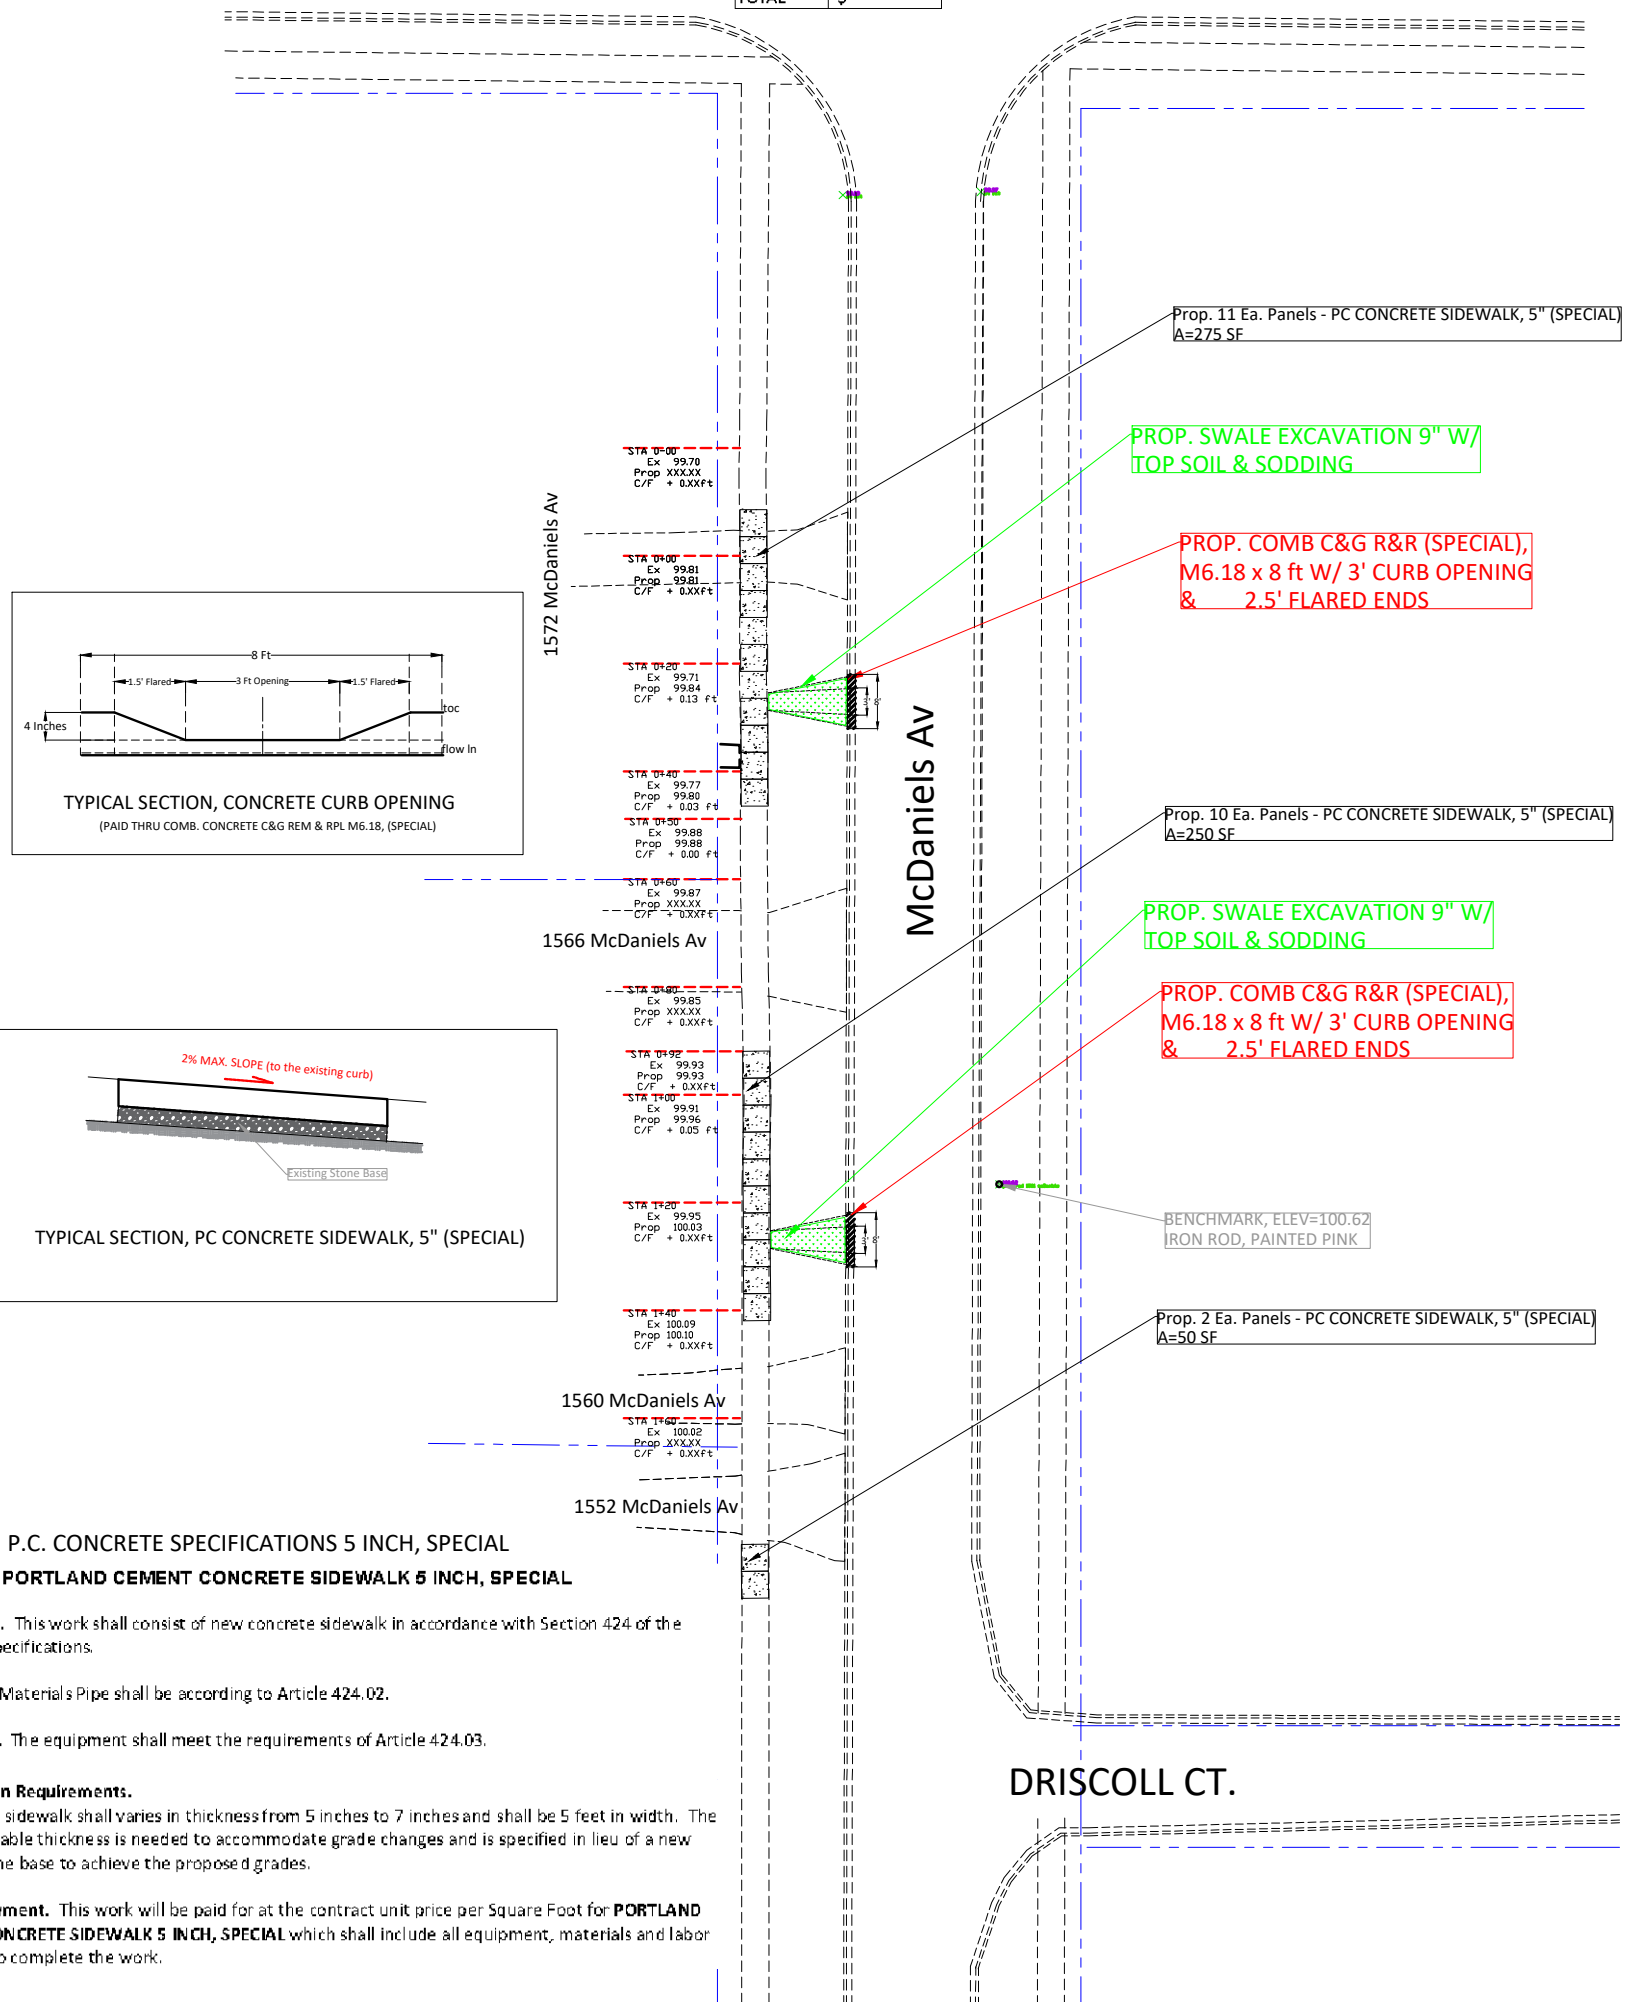 TOTAL $
Prop. 11 Ea. Panels - PC CONCRETE SIDEWALK, 5" (SPECIAL)
A=275 SF
PROP. SWALE EXCAVATION 9" W/
TOP SOIL & SODDING
PROP. COMB C&G R&R (SPECIAL),
M6.18 x 8 ft W/ 3' CURB OPENING
& 2.5' FLARED ENDS
STA 0-00
Ex 99.70
Prop XXX.XX
C/F + 0.XXft
1572 McDaniels Av
STA 0+00
Ex 99.81
Prop 99.81
C/F + 0.XXft
STA 0+20
Ex 99.71
Prop 99.84
C/F + 0.13 ft
STA 0+40
Ex 99.77
Prop 99.80
C/F + 0.03 ft
STA 0+50
Ex 99.88
Prop 99.88
C/F + 0.00 ft
STA 0+60
Ex 99.87
Prop XXX.XX
C/F + 0.XXft
1566 McDaniels Av
STA 0+80
Ex 99.85
Prop XXX.XX
C/F + 0.XXft
STA 0+92
Ex 99.93
Prop 99.93
C/F + 0.XXft
STA 1+00
Ex 99.91
Prop 99.96
C/F + 0.05 ft
STA 1+20
Ex 99.95
Prop 100.03
C/F + 0.XXft
STA 1+40
Ex 100.09
Prop 100.10
C/F + 0.XXft
1560 McDaniels Av
STA 1+60
Ex 100.02
Prop XXX.XX
C/F + 0.XXft
1552 McDaniels Av
McDaniels Av
8 Ft
1.5' Flared
3 Ft Opening
1.5' Flared
4 Inches
toc
flow ln
TYPICAL SECTION, CONCRETE CURB OPENING
(PAID THRU COMB. CONCRETE C&G REM & RPL M6.18, (SPECIAL)
Prop. 10 Ea. Panels - PC CONCRETE SIDEWALK, 5" (SPECIAL)
A=250 SF
PROP. SWALE EXCAVATION 9" W/
TOP SOIL & SODDING
PROP. COMB C&G R&R (SPECIAL),
M6.18 x 8 ft W/ 3' CURB OPENING
& 2.5' FLARED ENDS
2% MAX. SLOPE (to the existing curb)
Existing Stone Base
TYPICAL SECTION, PC CONCRETE SIDEWALK, 5" (SPECIAL)
BENCHMARK, ELEV=100.62
IRON ROD, PAINTED PINK
Prop. 2 Ea. Panels - PC CONCRETE SIDEWALK, 5" (SPECIAL)
A=50 SF
P.C. CONCRETE SPECIFICATIONS 5 INCH, SPECIAL
PORTLAND CEMENT CONCRETE SIDEWALK 5 INCH, SPECIAL
. This work shall consist of new concrete sidewalk in accordance with Section 424 of the
ecifications.
Materials Pipe shall be according to Article 424.02.
. The equipment shall meet the requirements of Article 424.03.
n Requirements.
sidewalk shall varies in thickness from 5 inches to 7 inches and shall be 5 feet in width. The
able thickness is needed to accommodate grade changes and is specified in lieu of a new
ne base to achieve the proposed grades.
ment. This work will be paid for at the contract unit price per Square Foot for PORTLAND
ONCRETE SIDEWALK 5 INCH, SPECIAL which shall include all equipment, materials and labor
o complete the work.
DRISCOLL CT.